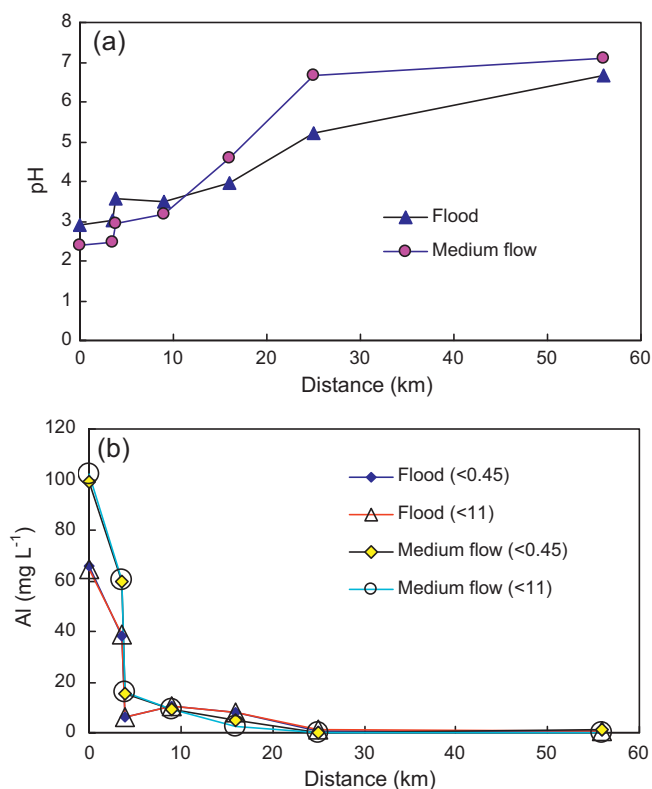 (a)
8
7
6
5
4
3
2
1
0
pH
Flood
Medium flow
0 10 20 30 40 50 60
Distance (km)
(b)
120
100
80
60
40
20
0
Al (mg L⁻¹)
Flood (<0.45)
Flood (<11)
Medium flow (<0.45)
Medium flow (<11)
0 10 20 30 40 50 60
Distance (km)